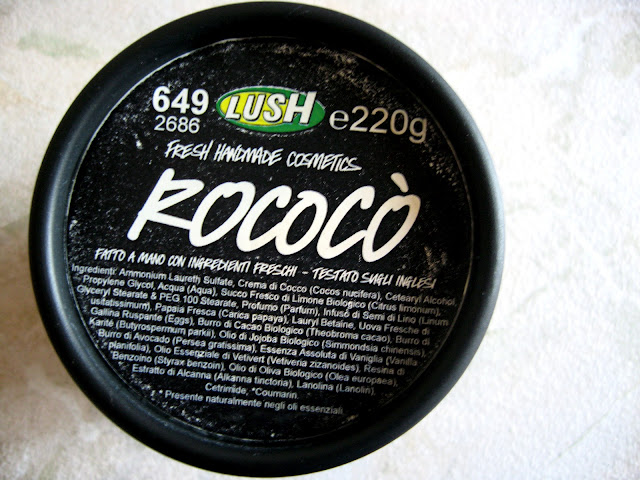 649 LUSH e220g
2686
FRESH HANDMADE COSMETICS
ROCOCÒ
FATTO A MANO CON INGREDIENTI FRESCHI - TESTATO SUGLI INGLESI
Ingredienti: Ammonium Laureth Sulfate, Crema di Cocco (Cocos nucifera), Cetearyl Alcohol,
Propylene Glycol, Acqua (Aqua), Succo Fresco di Limone Biologico (Citrus limonum),
Glyceryl Stearate & PEG 100 Stearate, Profumo (Parfum), Infuso di Semi di Lino (Linum
usitatissimum), Papaia Fresca (Carica papaya), Lauryl Betaine, Uova Fresche di
Gallina Ruspante (Eggs), Burro di Cacao Biologico (Theobroma cacao), Burro di
Karité (Butyrospermum parkii), Olio di Jojoba Biologico (Simmondsia chinensis),
Burro di Avocado (Persea gratissima), Essenza Assoluta di Vaniglia (Vanilla
planifolia), Olio Essenziale di Vetivert (Vetiveria zizanoides), Resina di
Benzoino (Styrax benzoin), Olio di Oliva Biologico (Olea europaea),
Estratto di Alcanna (Alkanna tinctoria), Lanolina (Lanolin),
Cetrimide, *Coumarin.
* Presente naturalmente negli oli essenziali.